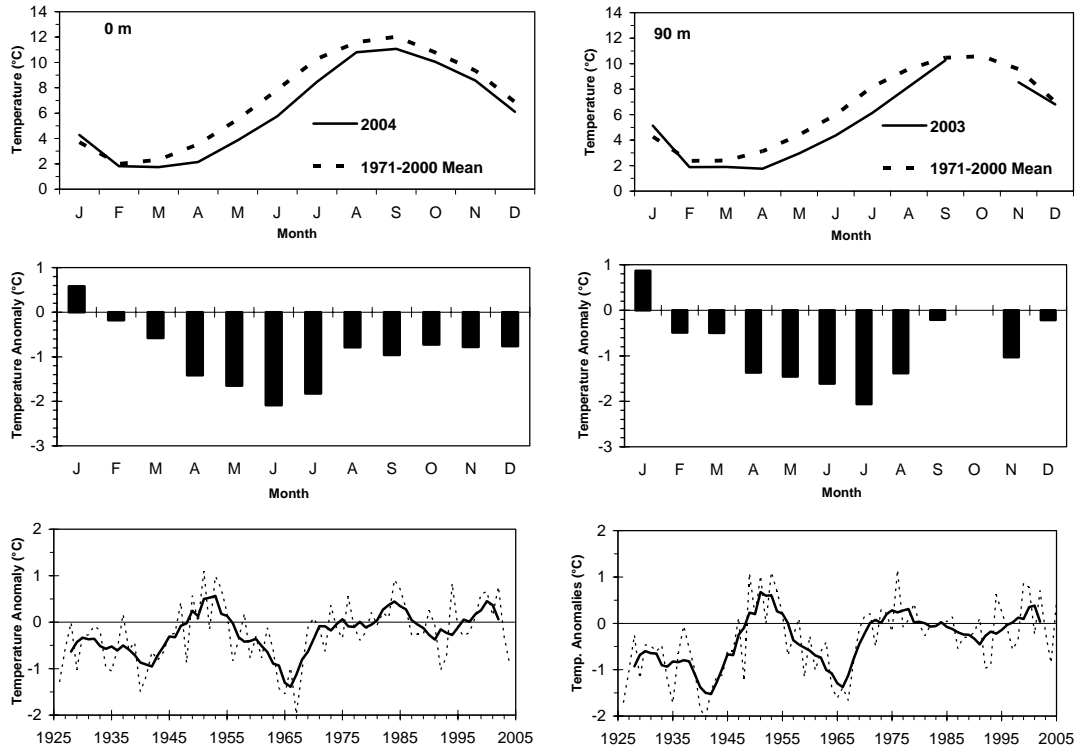 Temperature (°C)
14
12
10
8
6
4
2
0
0 m
2004
1971-2000 Mean
J F M A M J J A S O N D
Month
Temperature (°C)
14
12
10
8
6
4
2
0
90 m
2003
1971-2000 Mean
J F M A M J J A S O N D
Month
Temperature Anomaly (°C)
1
0
-1
-2
-3
J F M A M J J A S O N D
Month
Temperature Anomaly (°C)
1
0
-1
-2
-3
J F M A M J J A S O N D
Month
Temperature Anomaly (°C)
2
1
0
-1
-2
1925 1935 1945 1955 1965 1975 1985 1995 2005
Temp. Anomalies (°C)
2
1
0
-1
-2
1925 1935 1945 1955 1965 1975 1985 1995 2005